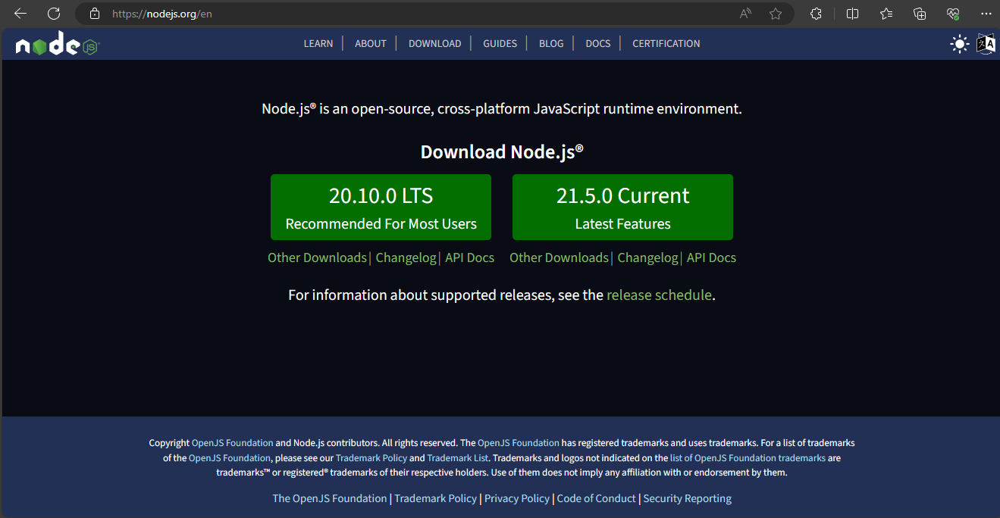 https://nodejs.org/en
node JS
LEARN | ABOUT | DOWNLOAD | GUIDES | BLOG | DOCS | CERTIFICATION
Node.js® is an open-source, cross-platform JavaScript runtime environment.
Download Node.js®
20.10.0 LTS
Recommended For Most Users
Other Downloads | Changelog | API Docs
21.5.0 Current
Latest Features
Other Downloads | Changelog | API Docs
For information about supported releases, see the release schedule.
Copyright OpenJS Foundation and Node.js contributors. All rights reserved. The OpenJS Foundation has registered trademarks and uses trademarks. For a list of trademarks
of the OpenJS Foundation, please see our Trademark Policy and Trademark List. Trademarks and logos not indicated on the list of OpenJS Foundation trademarks are
trademarks™ or registered® trademarks of their respective holders. Use of them does not imply any affiliation with or endorsement by them.
The OpenJS Foundation | Trademark Policy | Privacy Policy | Code of Conduct | Security Reporting